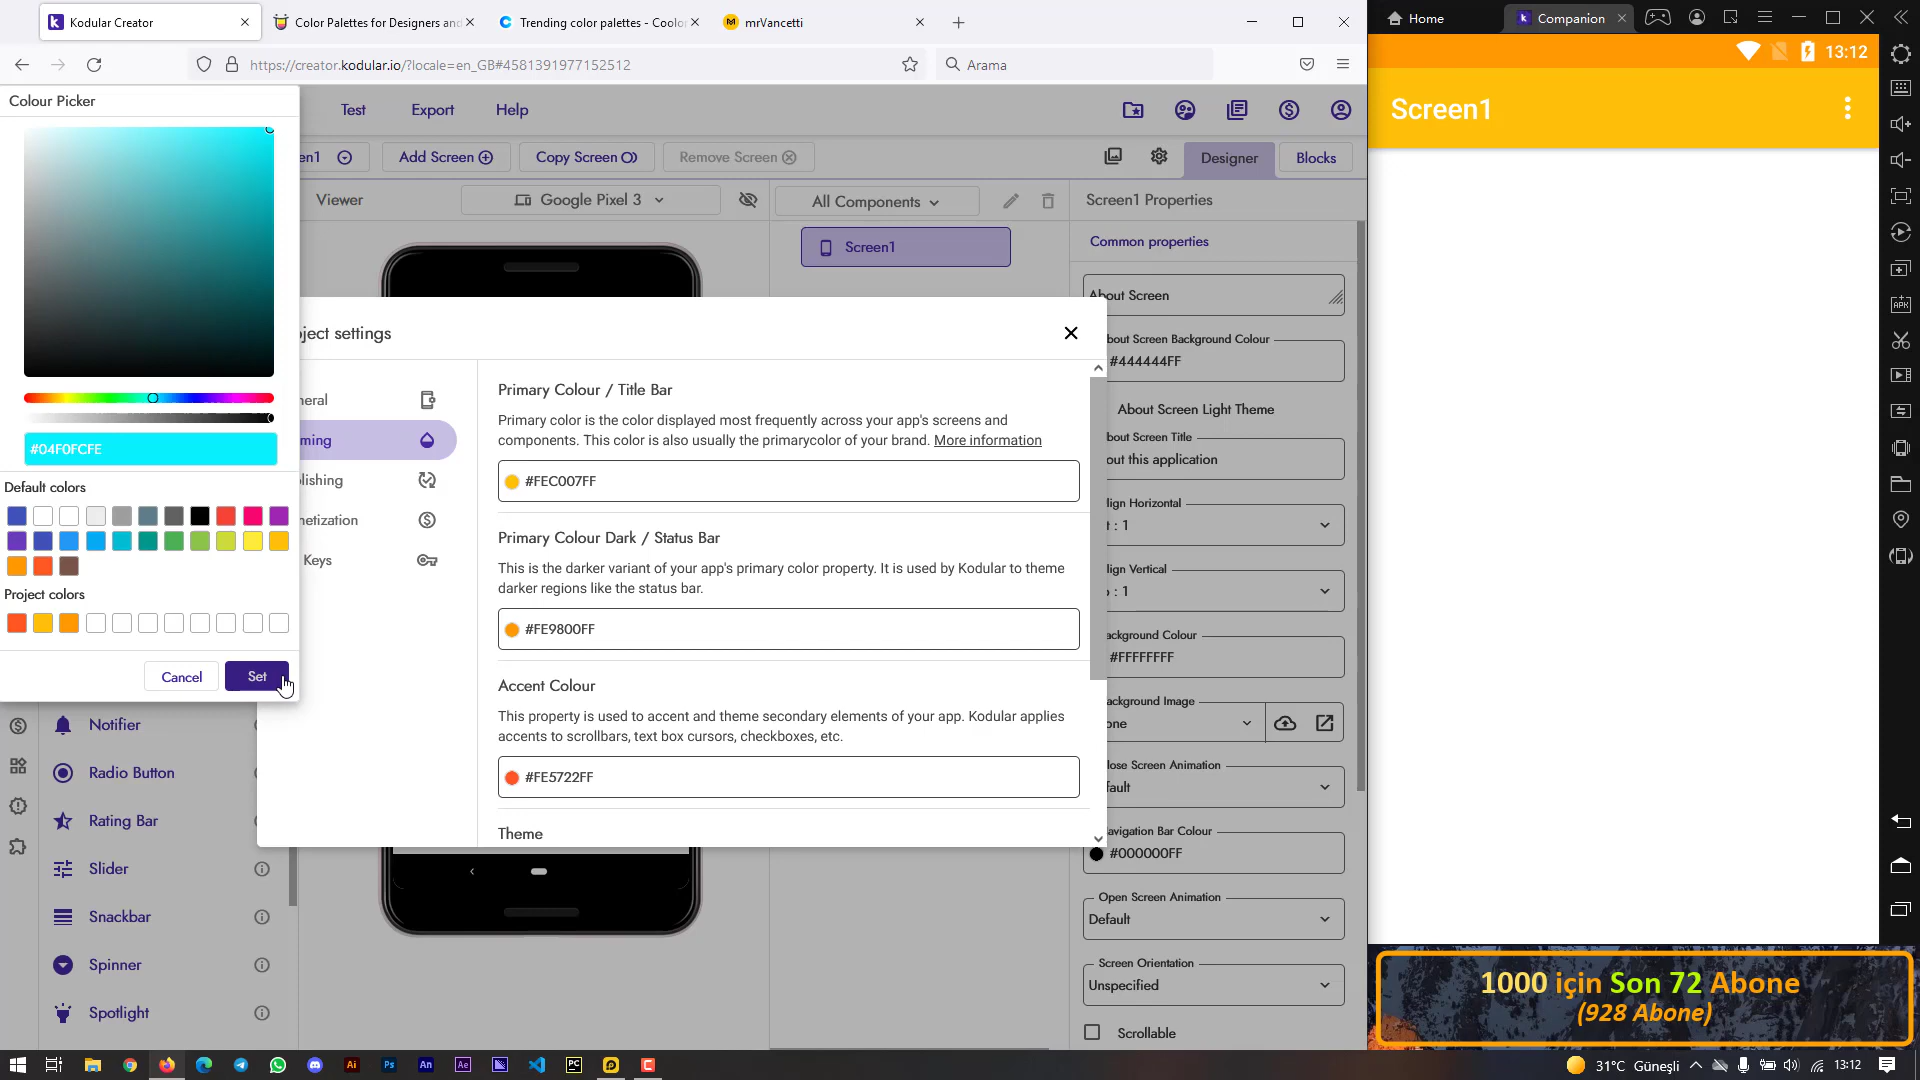 Kodular Creator
Color Palettes for Designers and
Trending color palettes - Coolor
mrVancetti
Home
Companion
https://creator.kodular.io/?locale=en_GB#4581391977152512
Arama
13:12
Colour Picker
Test
Export
Help
Screen1
en1
Add Screen
Copy Screen
Remove Screen
Designer
Blocks
Viewer
Google Pixel 3
All Components
Screen1 Properties
Screen1
Common properties
About Screen
oject settings
bout Screen Background Colour
#444444FF
neral
Primary Colour / Title Bar
About Screen Light Theme
Primary color is the color displayed most frequently across your app's screens and
components. This color is also usually the primarycolor of your brand. More information
ming
bout Screen Title
out this application
#04F0FCFE
#FEC007FF
lishing
Default colors
lign Horizontal
t : 1
netization
Primary Colour Dark / Status Bar
Keys
This is the darker variant of your app's primary color property. It is used by Kodular to theme
darker regions like the status bar.
lign Vertical
: 1
Project colors
#FE9800FF
ackground Colour
#FFFFFFFF
Cancel
Set
Accent Colour
This property is used to accent and theme secondary elements of your app. Kodular applies
accents to scrollbars, text box cursors, checkboxes, etc.
ackground Image
one
#FE5722FF
lose Screen Animation
fault
Theme
avigation Bar Colour
#000000FF
Notifier
Radio Button
Rating Bar
Slider
Snackbar
Spinner
Spotlight
Open Screen Animation
Default
Screen Orientation
Unspecified
Scrollable
1000 için Son 72 Abone
(928 Abone)
31°C Güneşli
13:12